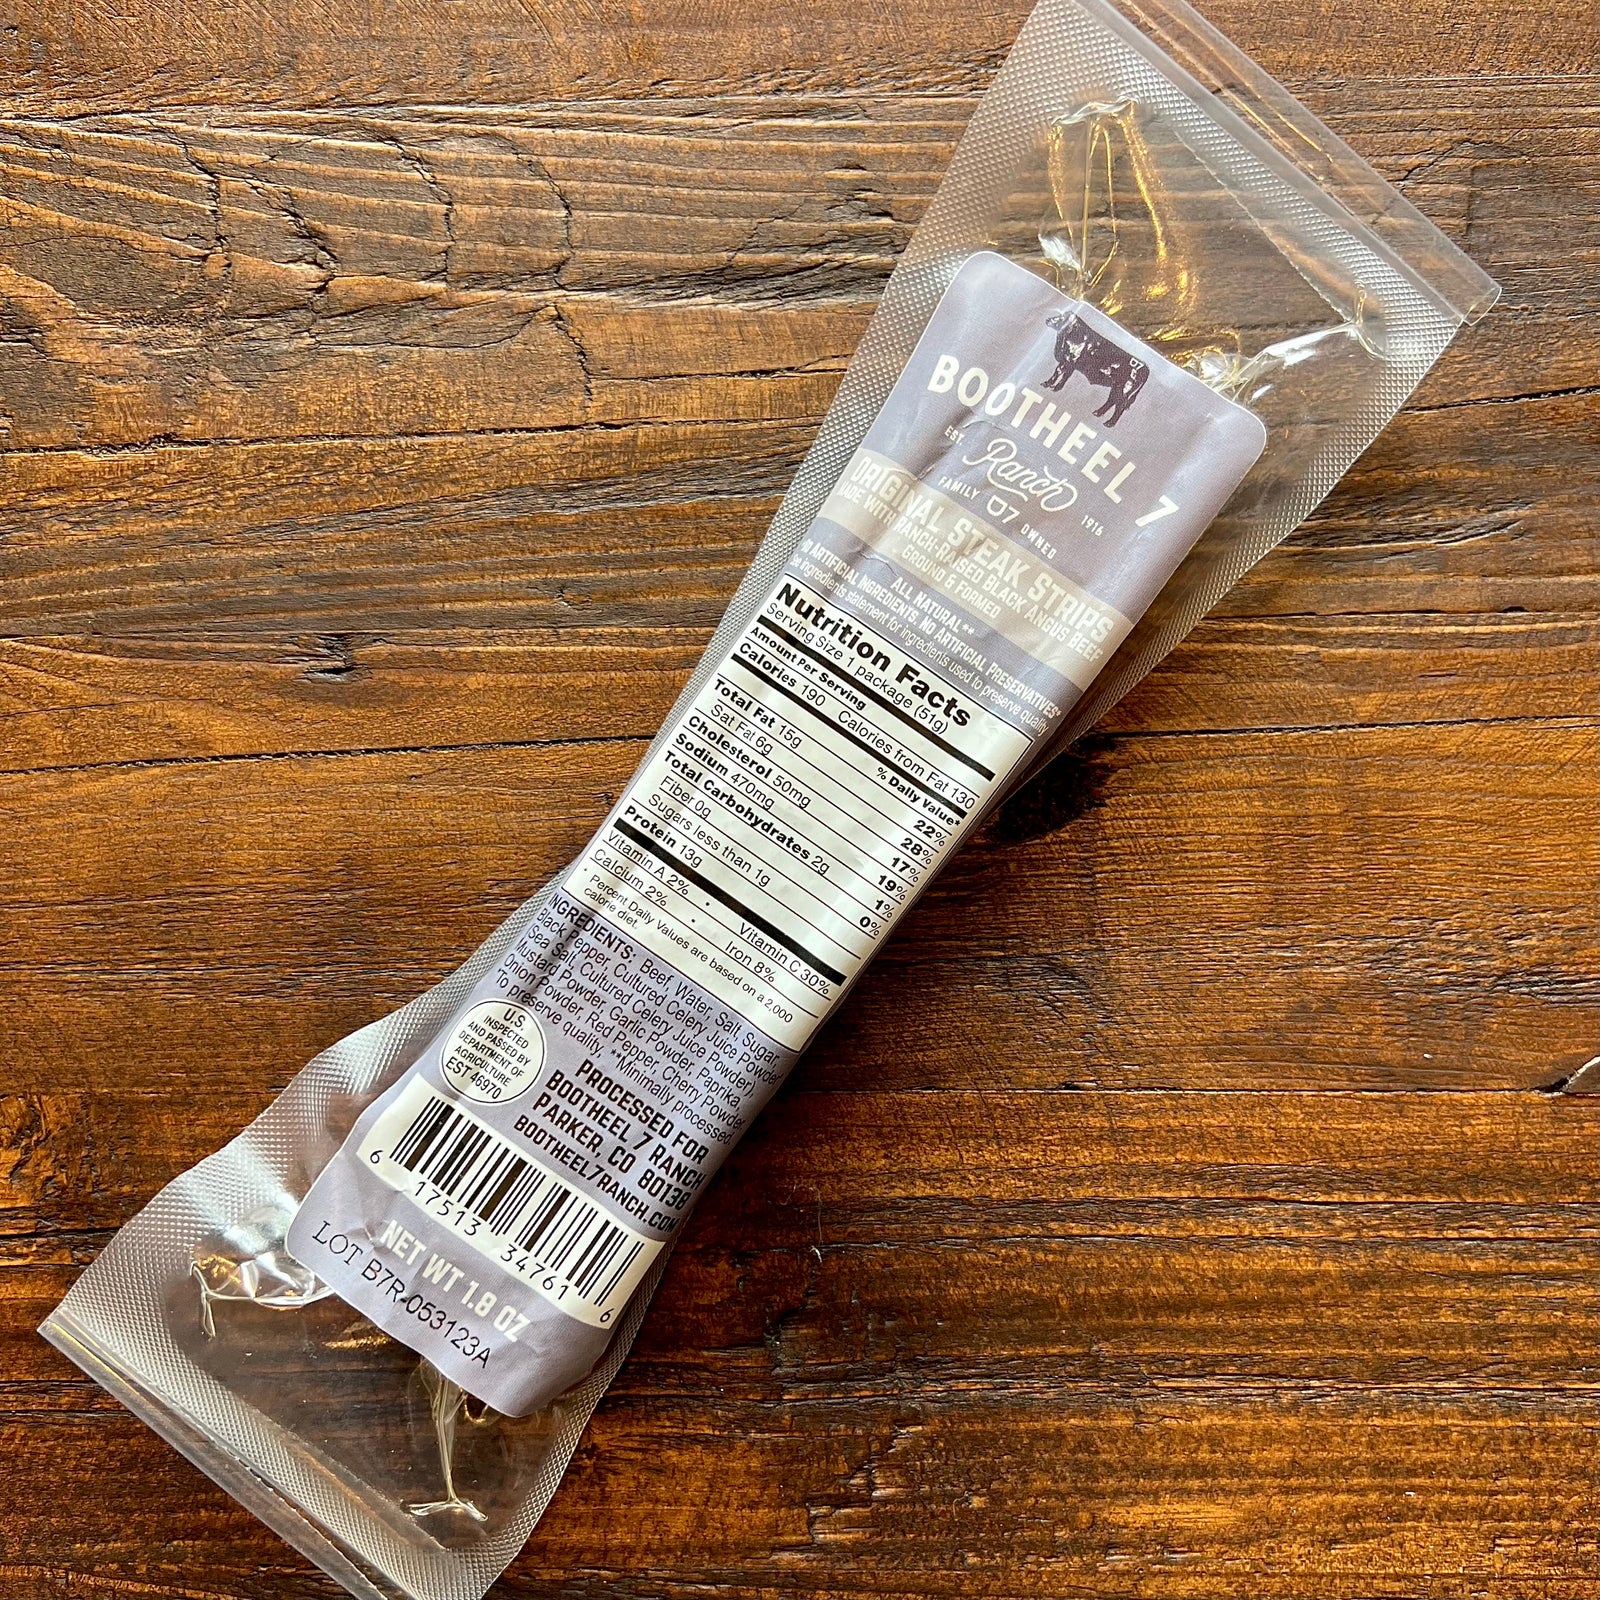 BOOTHEEL 7
EST. Ranch 1916
FAMILY 7 OWNED
ORIGINAL STEAK STRIPS
MADE WITH RANCH-RAISED BLACK ANGUS BEEF
GROUND & FORMED
ALL NATURAL**
NO ARTIFICIAL INGREDIENTS, NO ARTIFICIAL PRESERVATIVES*
ingredients statement for ingredients used to preserve quality
Nutrition Facts
Serving Size 1 package (51g)
Amount Per Serving
Calories 190 Calories from Fat 130
% Daily Value*
Total Fat 15g 22%
Sat Fat 6g 28%
Cholesterol 50mg 17%
Sodium 470mg 19%
Total Carbohydrates 2g 1%
Fiber 0g 0%
Sugars less than 1g
Protein 13g
Vitamin A 2% • Vitamin C 30%
Calcium 2% • Iron 8%
* Percent Daily Values are based on a 2,000
calorie diet.
INGREDIENTS: Beef, Water, Salt, Sugar,
Black Pepper, Cultured Celery Juice Powder
Sea Salt, Cultured Celery Juice Powder),
Mustard Powder, Garlic Powder, Paprika,
Onion Powder, Red Pepper, Cherry Powder
*To preserve quality, **Minimally processed.
U.S.
INSPECTED
AND PASSED BY
DEPARTMENT OF
AGRICULTURE
EST 46970
PROCESSED FOR
BOOTHEEL 7 RANCH
PARKER, CO 80138
BOOTHEEL7RANCH.COM
6 17513 34761 6
NET WT 1.8 OZ
LOT B7R-053123A